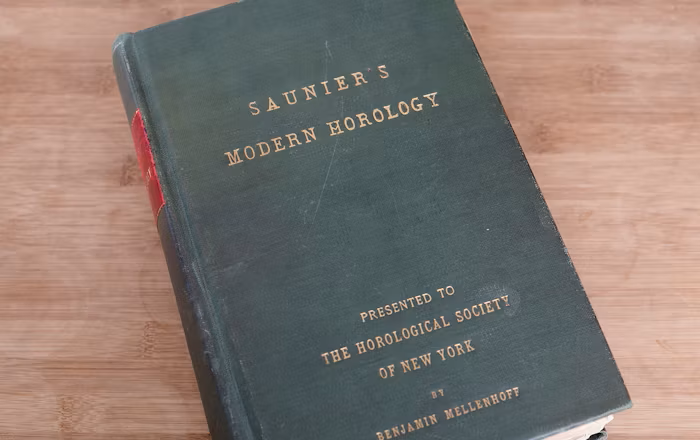 SAUNIER'S
MODERN HOROLOGY
PRESENTED TO
THE HOROLOGICAL SOCIETY
OF NEW YORK
BY
BENJAMIN MELLENHOFF